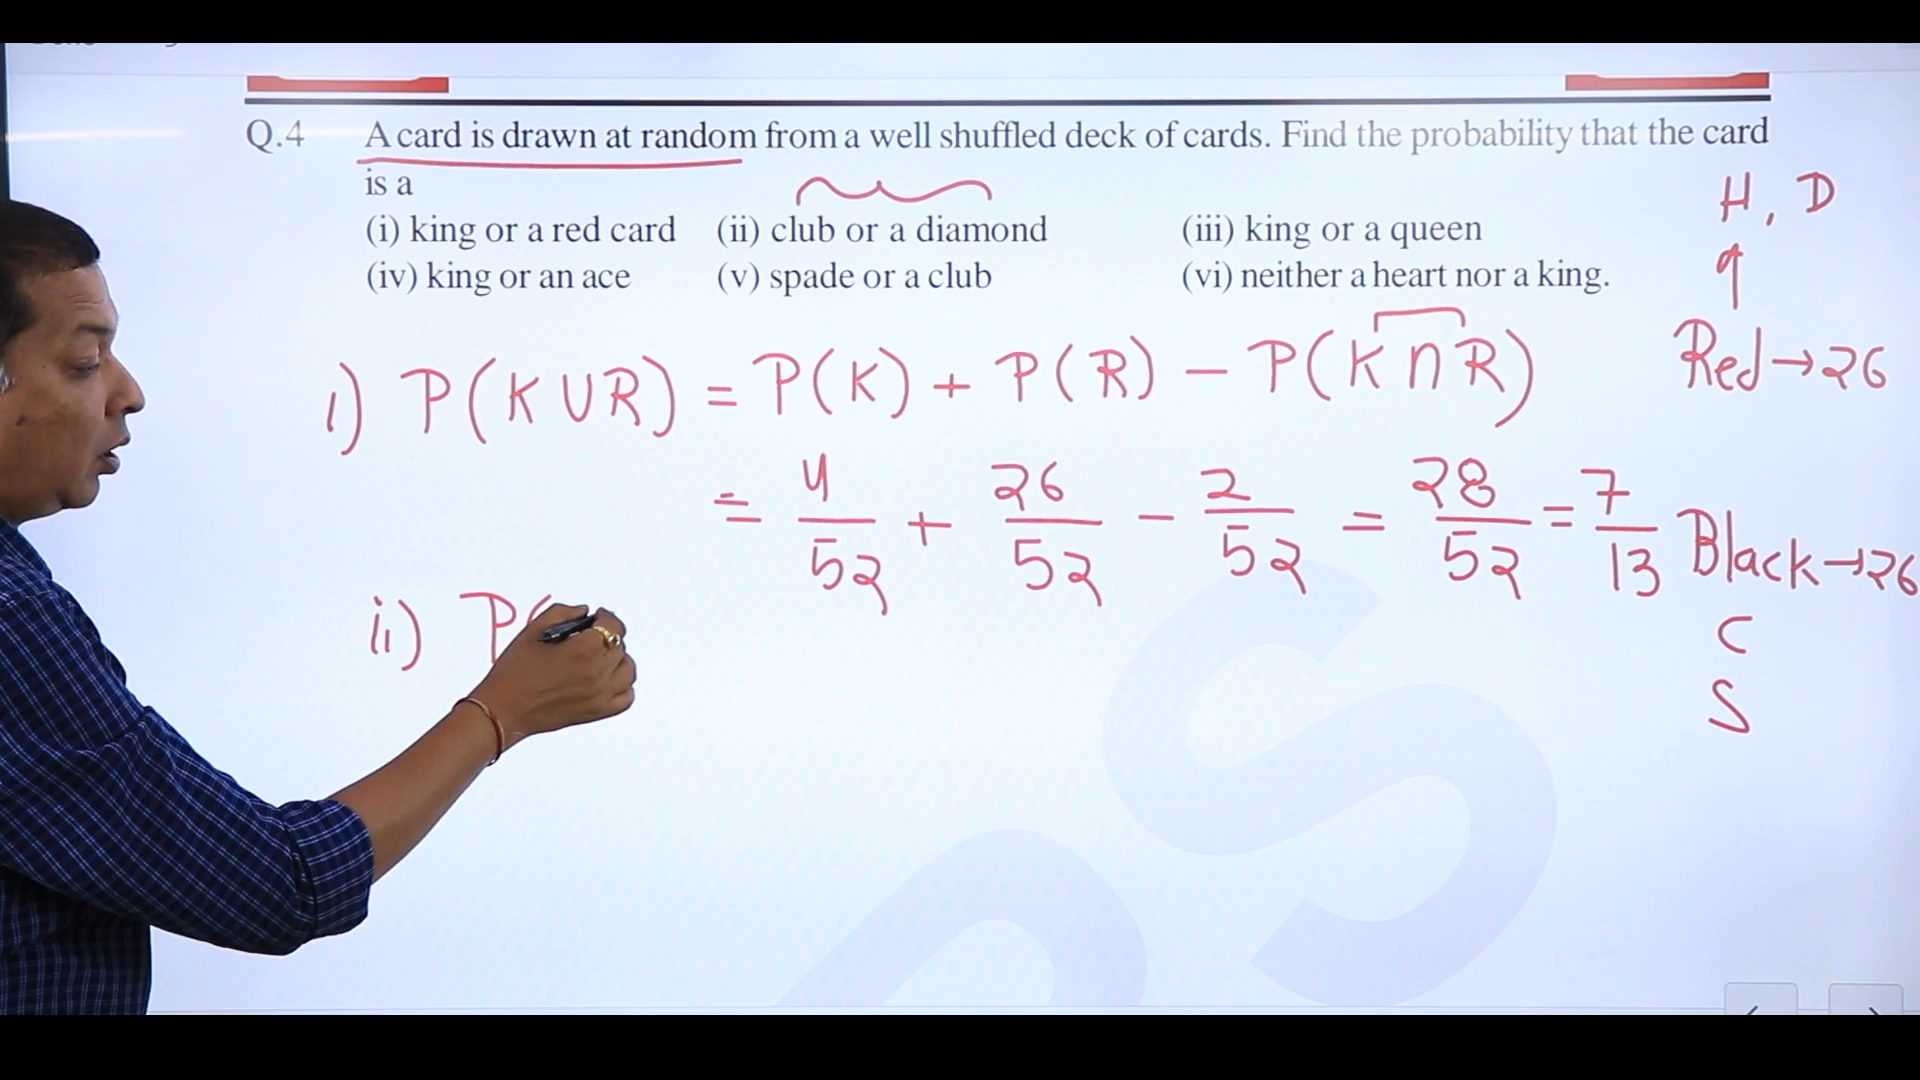 Q.4 A card is drawn at random from a well shuffled deck of cards. Find the probability that the card
is a
(i) king or a red card (ii) club or a diamond (iii) king or a queen
(iv) king or an ace (v) spade or a club (vi) neither a heart nor a king.
H, D
Red → 26
1) P(K ∪ R) = P(K) + P(R) − P(K ∩ R)
= 4/52 + 26/52 − 2/52 = 28/52 = 7/13
Black → 26
C
S
ii) P(